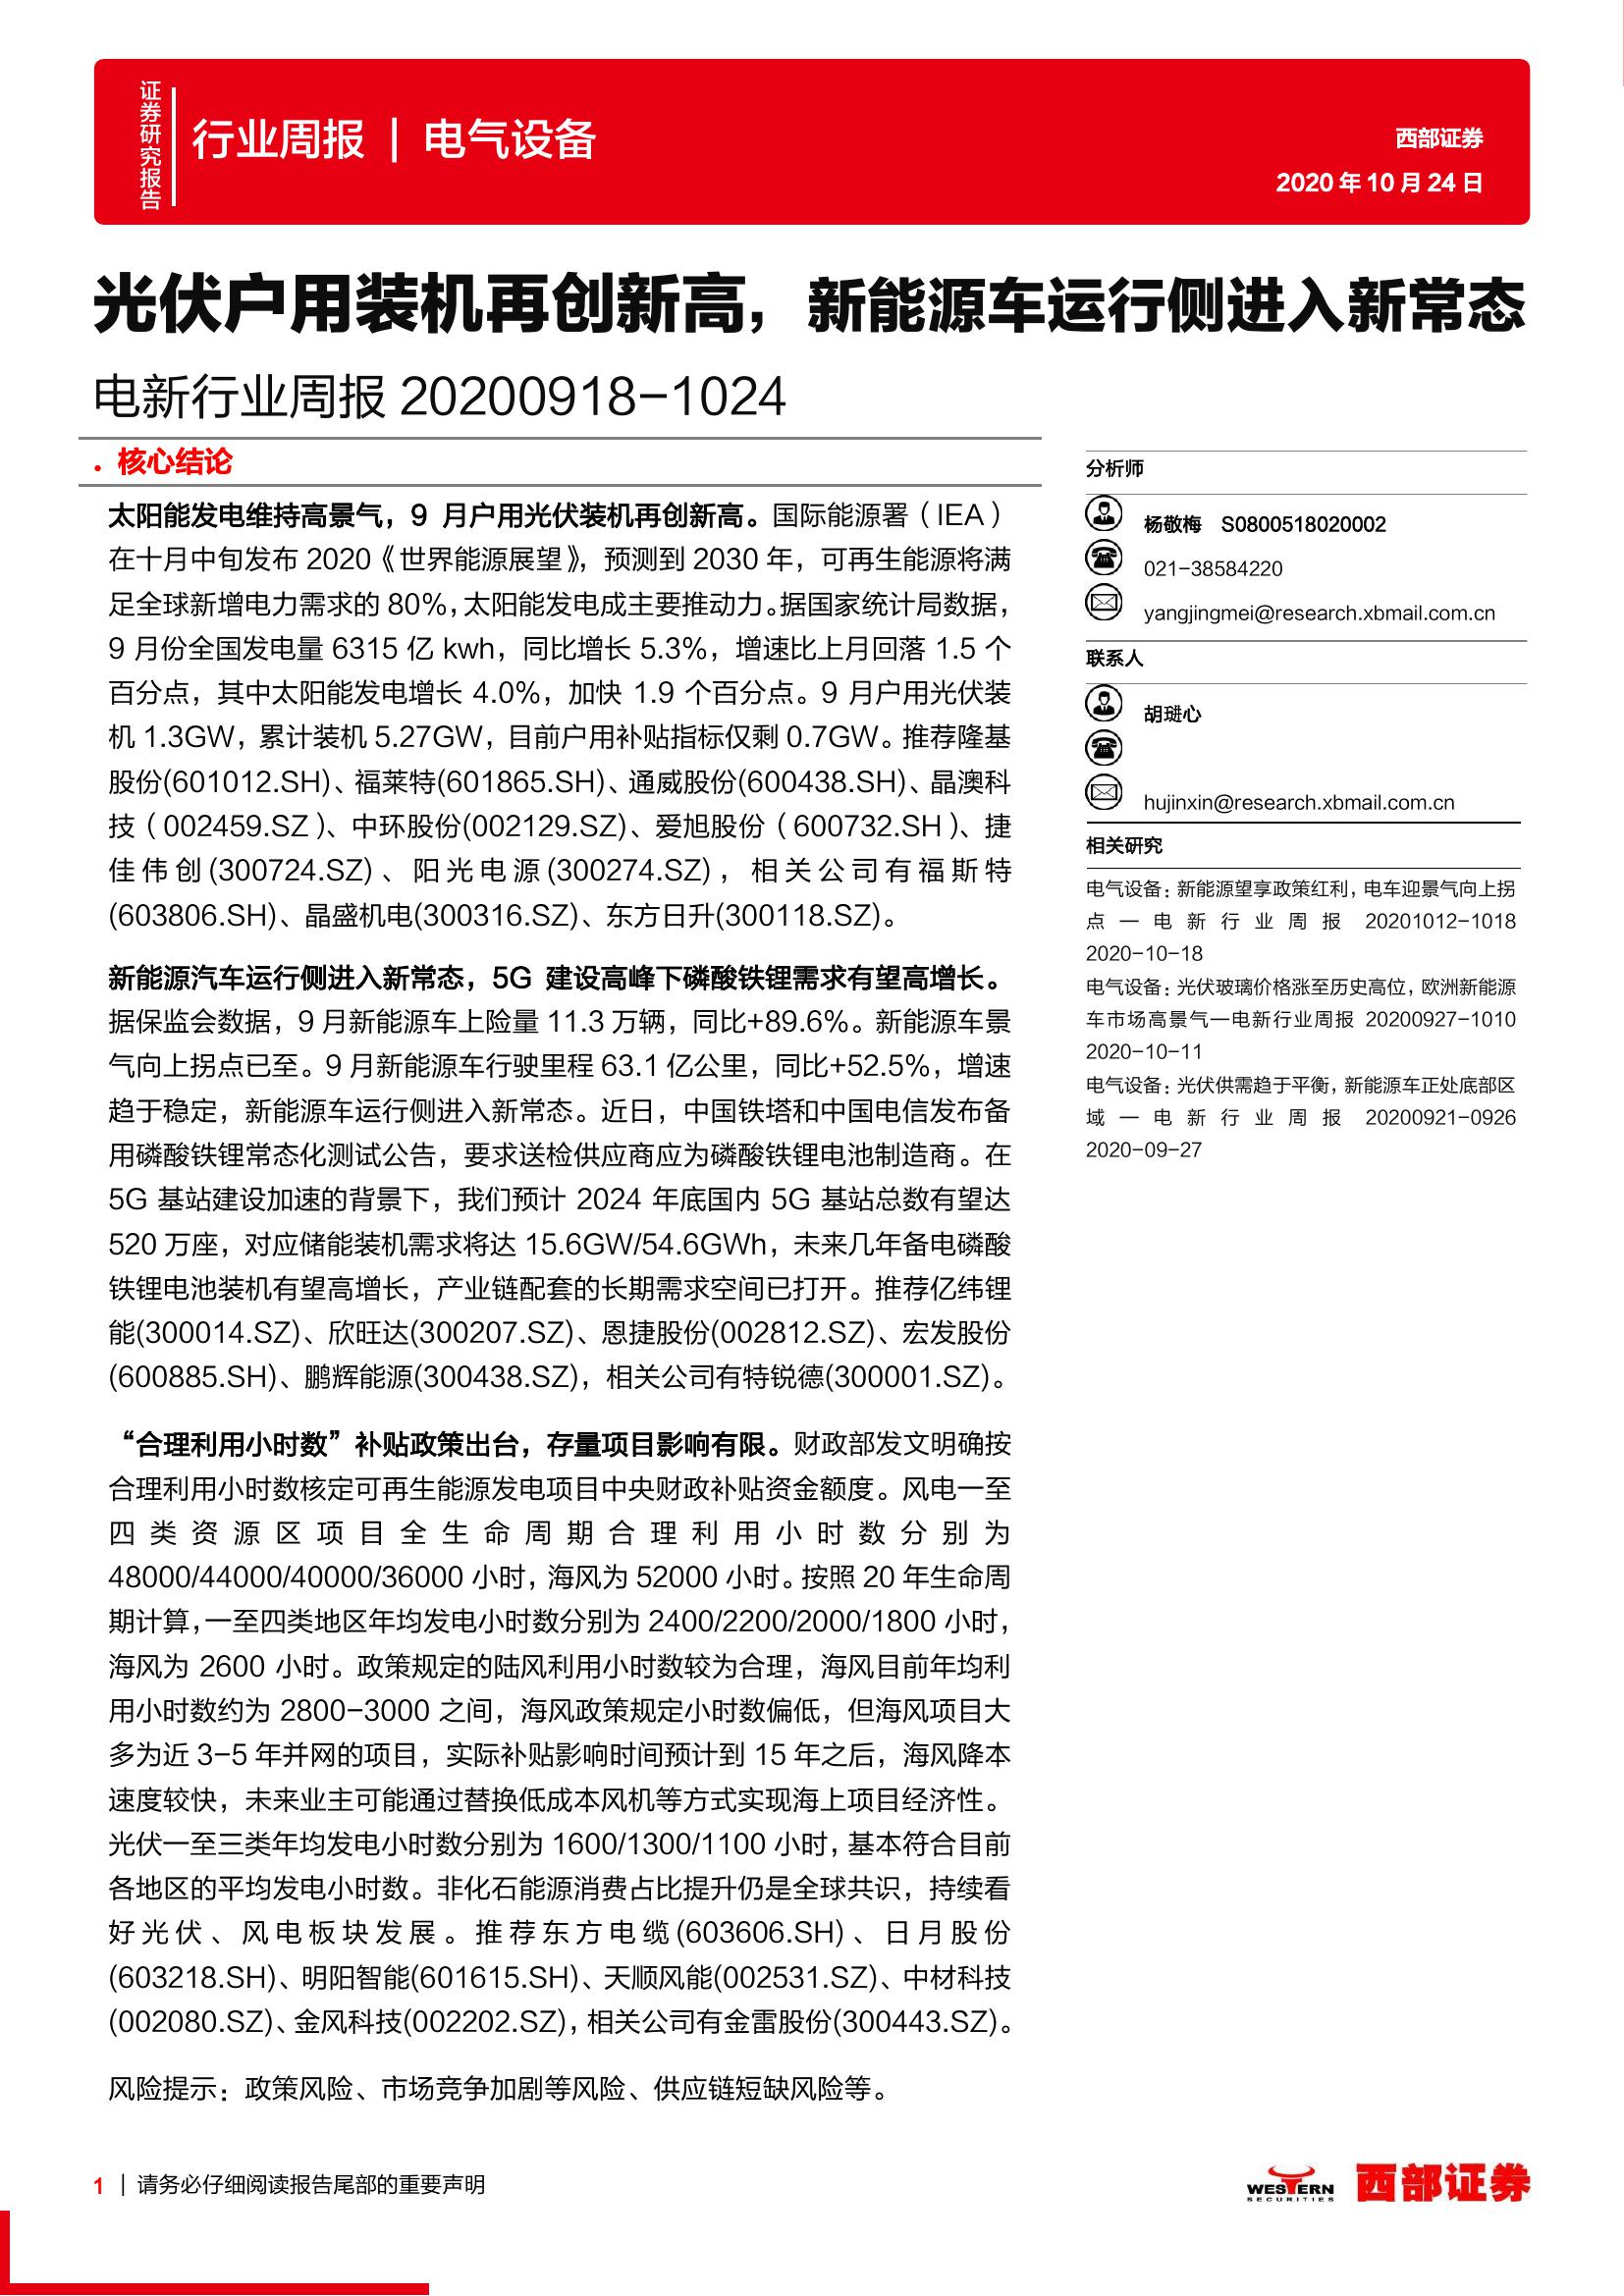 证券研究报告
行业周报 | 电气设备
西部证券
2020 年 10 月 24 日
光伏户用装机再创新高，新能源车运行侧进入新常态
电新行业周报 20200918-1024
• 核心结论
太阳能发电维持高景气，9 月户用光伏装机再创新高。国际能源署（IEA）
在十月中旬发布 2020《世界能源展望》，预测到 2030 年，可再生能源将满
足全球新增电力需求的 80%，太阳能发电成主要推动力。据国家统计局数据，
9 月份全国发电量 6315 亿 kwh，同比增长 5.3%，增速比上月回落 1.5 个
百分点，其中太阳能发电增长 4.0%，加快 1.9 个百分点。9 月户用光伏装
机 1.3GW，累计装机 5.27GW，目前户用补贴指标仅剩 0.7GW。推荐隆基
股份(601012.SH)、福莱特(601865.SH)、通威股份(600438.SH)、晶澳科
技（002459.SZ）、中环股份(002129.SZ)、爱旭股份（600732.SH）、捷
佳伟创(300724.SZ)、阳光电源(300274.SZ)，相关公司有福斯特
(603806.SH)、晶盛机电(300316.SZ)、东方日升(300118.SZ)。
新能源汽车运行侧进入新常态，5G 建设高峰下磷酸铁锂需求有望高增长。
据保监会数据，9 月新能源车上险量 11.3 万辆，同比+89.6%。新能源车景
气向上拐点已至。9 月新能源车行驶里程 63.1 亿公里，同比+52.5%，增速
趋于稳定，新能源车运行侧进入新常态。近日，中国铁塔和中国电信发布备
用磷酸铁锂常态化测试公告，要求送检供应商应为磷酸铁锂电池制造商。在
5G 基站建设加速的背景下，我们预计 2024 年底国内 5G 基站总数有望达
520 万座，对应储能装机需求将达 15.6GW/54.6GWh，未来几年备电磷酸
铁锂电池装机有望高增长，产业链配套的长期需求空间已打开。推荐亿纬锂
能(300014.SZ)、欣旺达(300207.SZ)、恩捷股份(002812.SZ)、宏发股份
(600885.SH)、鹏辉能源(300438.SZ)，相关公司有特锐德(300001.SZ)。
“合理利用小时数”补贴政策出台，存量项目影响有限。财政部发文明确按
合理利用小时数核定可再生能源发电项目中央财政补贴资金额度。风电一至
四类资源区项目全生命周期合理利用小时数分别为
48000/44000/40000/36000 小时，海风为 52000 小时。按照 20 年生命周
期计算，一至四类地区年均发电小时数分别为 2400/2200/2000/1800 小时，
海风为 2600 小时。政策规定的陆风利用小时数较为合理，海风目前年均利
用小时数约为 2800-3000 之间，海风政策规定小时数偏低，但海风项目大
多为近 3-5 年并网的项目，实际补贴影响时间预计到 15 年之后，海风降本
速度较快，未来业主可能通过替换低成本风机等方式实现海上项目经济性。
光伏一至三类年均发电小时数分别为 1600/1300/1100 小时，基本符合目前
各地区的平均发电小时数。非化石能源消费占比提升仍是全球共识，持续看
好光伏、风电板块发展。推荐东方电缆(603606.SH)、日月股份
(603218.SH)、明阳智能(601615.SH)、天顺风能(002531.SZ)、中材科技
(002080.SZ)、金风科技(002202.SZ)，相关公司有金雷股份(300443.SZ)。
风险提示：政策风险、市场竞争加剧等风险、供应链短缺风险等。
分析师
杨敬梅 S0800518020002
021-38584220
yangjingmei@research.xbmail.com.cn
联系人
胡琎心
hujinxin@research.xbmail.com.cn
相关研究
电气设备：新能源望享政策红利，电车迎景气向上拐
点—电新行业周报 20201012-1018
2020-10-18
电气设备：光伏玻璃价格涨至历史高位，欧洲新能源
车市场高景气—电新行业周报 20200927-1010
2020-10-11
电气设备：光伏供需趋于平衡，新能源车正处底部区
域—电新行业周报 20200921-0926
2020-09-27
1 | 请务必仔细阅读报告尾部的重要声明
WESTERN
SECURITIES
西部证券